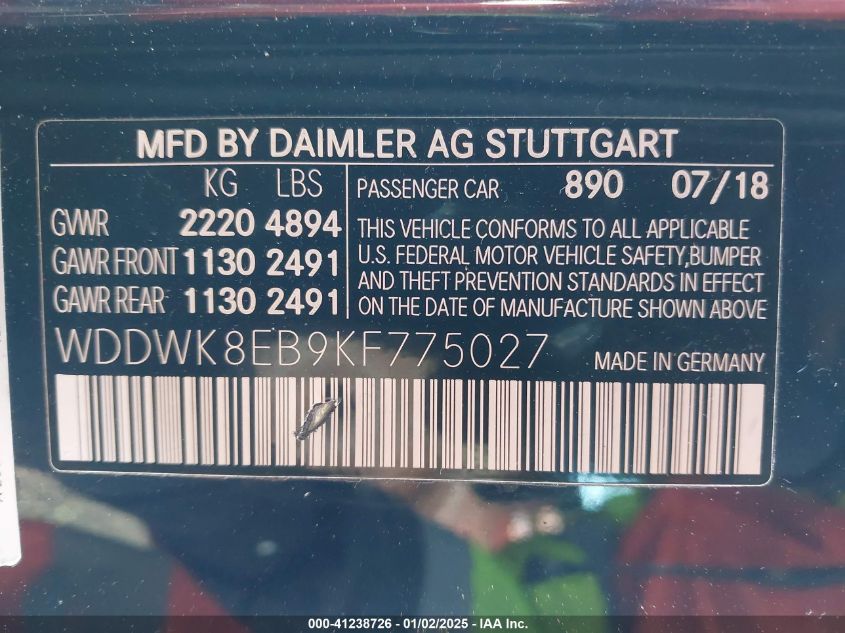 MFD BY DAIMLER AG STUTTGART
KG LBS
GVWR 2220 4894
GAWR FRONT 1130 2491
GAWR REAR 1130 2491
PASSENGER CAR 890 07/18
THIS VEHICLE CONFORMS TO ALL APPLICABLE
U.S. FEDERAL MOTOR VEHICLE SAFETY,BUMPER
AND THEFT PREVENTION STANDARDS IN EFFECT
ON THE DATE OF MANUFACTURE SHOWN ABOVE
WDDWK8EB9KF775027 MADE IN GERMANY
000-41238726 - 01/02/2025 - IAA Inc.